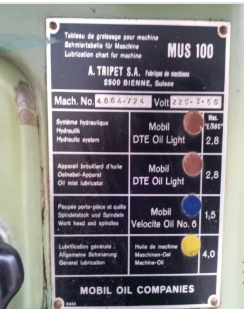 Tableau de graissage pour machine
Schmiertabelle für Maschine
Lubrication chart for machine
MUS 100
A. TRIPET S.A. Fabrique de machines
2500 BIENNE, Suisse
Mach. No. 4864-724 Volt 220-3-50
Système hydraulique
Hydraulik
Hydraulic system
Mobil
DTE Oil Light
Visc.
°E/50C°
2,8
Appareil brouillard d'huile
Oelnebel-Apparat
Oil mist lubricator
Mobil
DTE Oil Light
2,8
Poupée porte-pièce et quills
Spindelstock und Spindeln
Work head and spindles
Mobil
Velocite Oil No. 6
1,5
Lubrification générale
Allgemeine Schmierung
General lubrication
Huile de machine
Maschinen-Oel
Machine-Oil
4,0
MOBIL OIL COMPANIES